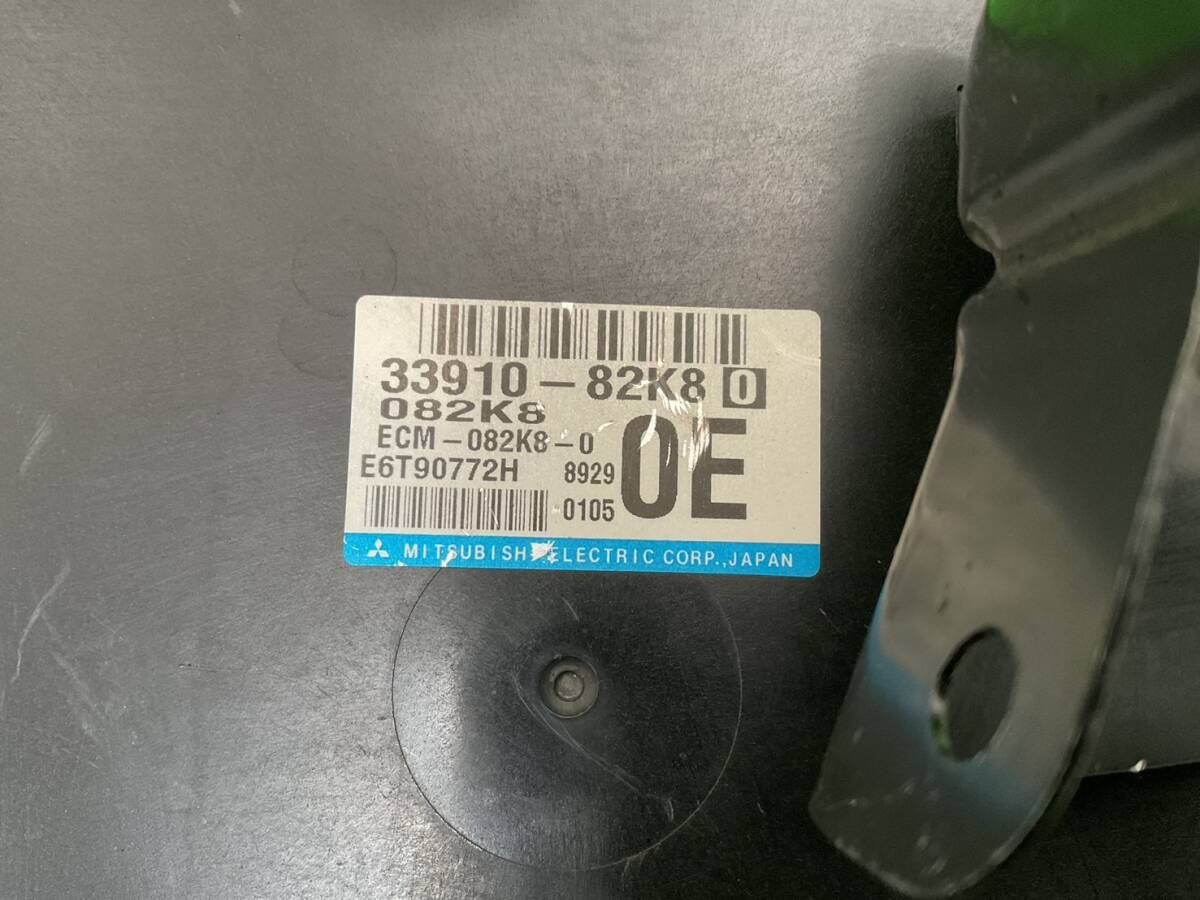 33910-82K8 0
082K8
ECM-082K8-0
E6T90772H 8929
0105
0E
MITSUBISHI ELECTRIC CORP.,JAPAN